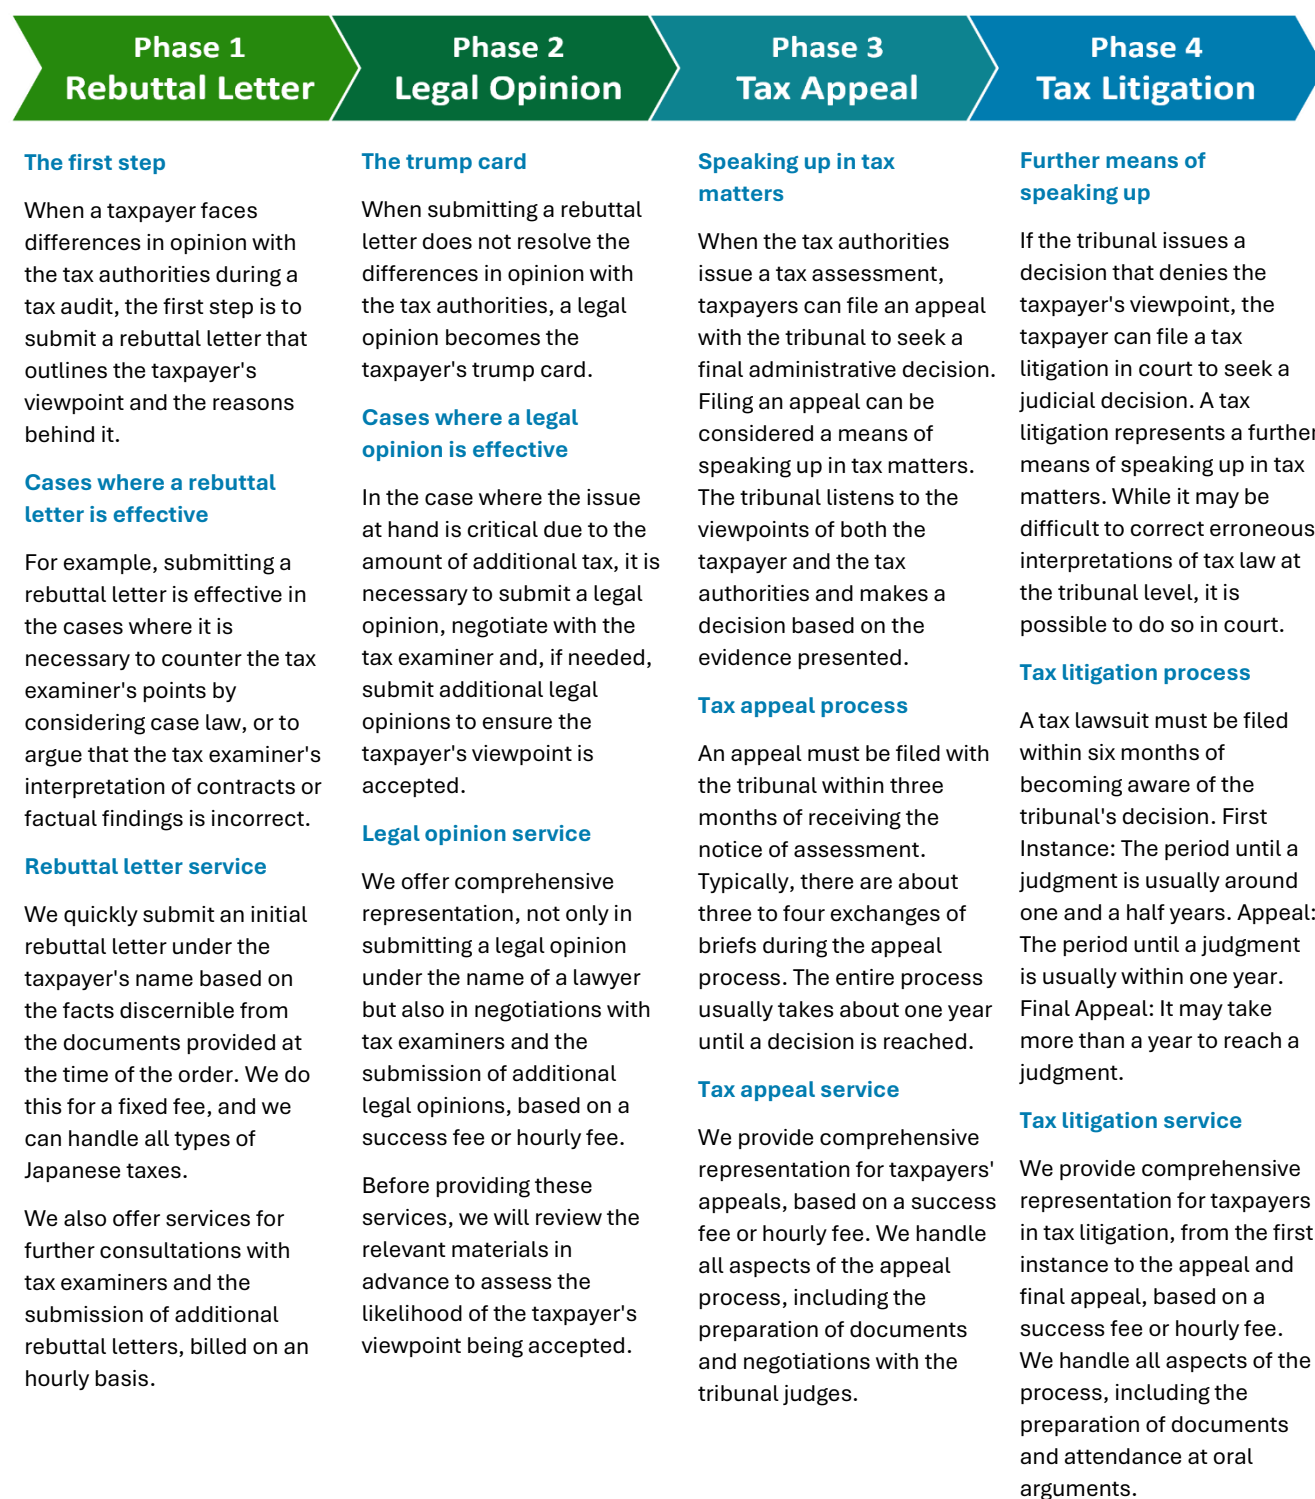 Phase 1
Rebuttal Letter
Phase 2
Legal Opinion
Phase 3
Tax Appeal
Phase 4
Tax Litigation
The first step
When a taxpayer faces
differences in opinion with
the tax authorities during a
tax audit, the first step is to
submit a rebuttal letter that
outlines the taxpayer's
viewpoint and the reasons
behind it.
Cases where a rebuttal
letter is effective
For example, submitting a
rebuttal letter is effective in
the cases where it is
necessary to counter the tax
examiner's points by
considering case law, or to
argue that the tax examiner's
interpretation of contracts or
factual findings is incorrect.
Rebuttal letter service
We quickly submit an initial
rebuttal letter under the
taxpayer's name based on
the facts discernible from
the documents provided at
the time of the order. We do
this for a fixed fee, and we
can handle all types of
Japanese taxes.
We also offer services for
further consultations with
tax examiners and the
submission of additional
rebuttal letters, billed on an
hourly basis.
The trump card
When submitting a rebuttal
letter does not resolve the
differences in opinion with
the tax authorities, a legal
opinion becomes the
taxpayer's trump card.
Cases where a legal
opinion is effective
In the case where the issue
at hand is critical due to the
amount of additional tax, it is
necessary to submit a legal
opinion, negotiate with the
tax examiner and, if needed,
submit additional legal
opinions to ensure the
taxpayer's viewpoint is
accepted.
Legal opinion service
We offer comprehensive
representation, not only in
submitting a legal opinion
under the name of a lawyer
but also in negotiations with
tax examiners and the
submission of additional
legal opinions, based on a
success fee or hourly fee.
Before providing these
services, we will review the
relevant materials in
advance to assess the
likelihood of the taxpayer's
viewpoint being accepted.
Speaking up in tax
matters
When the tax authorities
issue a tax assessment,
taxpayers can file an appeal
with the tribunal to seek a
final administrative decision.
Filing an appeal can be
considered a means of
speaking up in tax matters.
The tribunal listens to the
viewpoints of both the
taxpayer and the tax
authorities and makes a
decision based on the
evidence presented.
Tax appeal process
An appeal must be filed with
the tribunal within three
months of receiving the
notice of assessment.
Typically, there are about
three to four exchanges of
briefs during the appeal
process. The entire process
usually takes about one year
until a decision is reached.
Tax appeal service
We provide comprehensive
representation for taxpayers'
appeals, based on a success
fee or hourly fee. We handle
all aspects of the appeal
process, including the
preparation of documents
and negotiations with the
tribunal judges.
Further means of
speaking up
If the tribunal issues a
decision that denies the
taxpayer's viewpoint, the
taxpayer can file a tax
litigation in court to seek a
judicial decision. A tax
litigation represents a further
means of speaking up in tax
matters. While it may be
difficult to correct erroneous
interpretations of tax law at
the tribunal level, it is
possible to do so in court.
Tax litigation process
A tax lawsuit must be filed
within six months of
becoming aware of the
tribunal's decision. First
Instance: The period until a
judgment is usually around
one and a half years. Appeal:
The period until a judgment
is usually within one year.
Final Appeal: It may take
more than a year to reach a
judgment.
Tax litigation service
We provide comprehensive
representation for taxpayers
in tax litigation, from the first
instance to the appeal and
final appeal, based on a
success fee or hourly fee.
We handle all aspects of the
process, including the
preparation of documents
and attendance at oral
arguments.